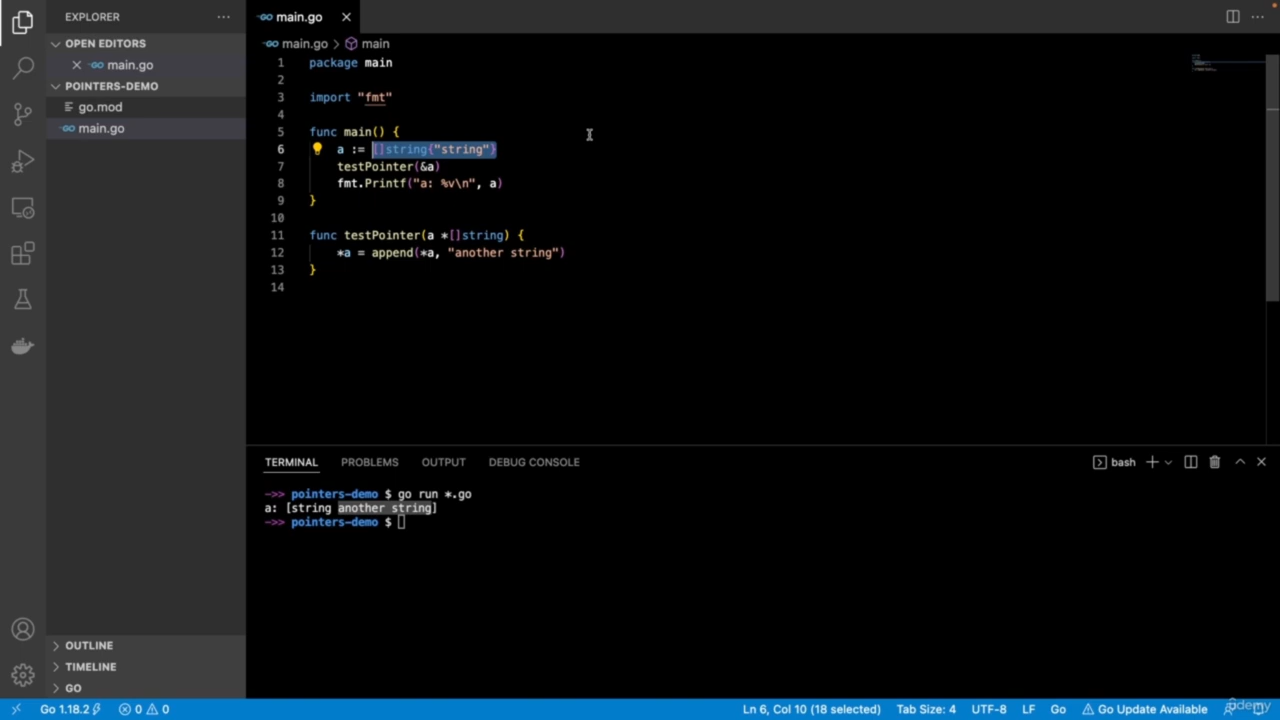 EXPLORER
OPEN EDITORS
main.go
POINTERS-DEMO
go.mod
main.go
OUTLINE
TIMELINE
GO
main.go
main.go > main
1 package main
2
3 import "fmt"
4
5 func main() {
6 a := []string{"string"}
7 testPointer(&a)
8 fmt.Printf("a: %v\n", a)
9 }
10
11 func testPointer(a *[]string) {
12 *a = append(*a, "another string")
13 }
14
TERMINAL PROBLEMS OUTPUT DEBUG CONSOLE bash
->> pointers-demo $ go run *.go
a: [string another string]
->> pointers-demo $
Go 1.18.2 0 0 Ln 6, Col 10 (18 selected) Tab Size: 4 UTF-8 LF Go Go Update Available
ûdemy